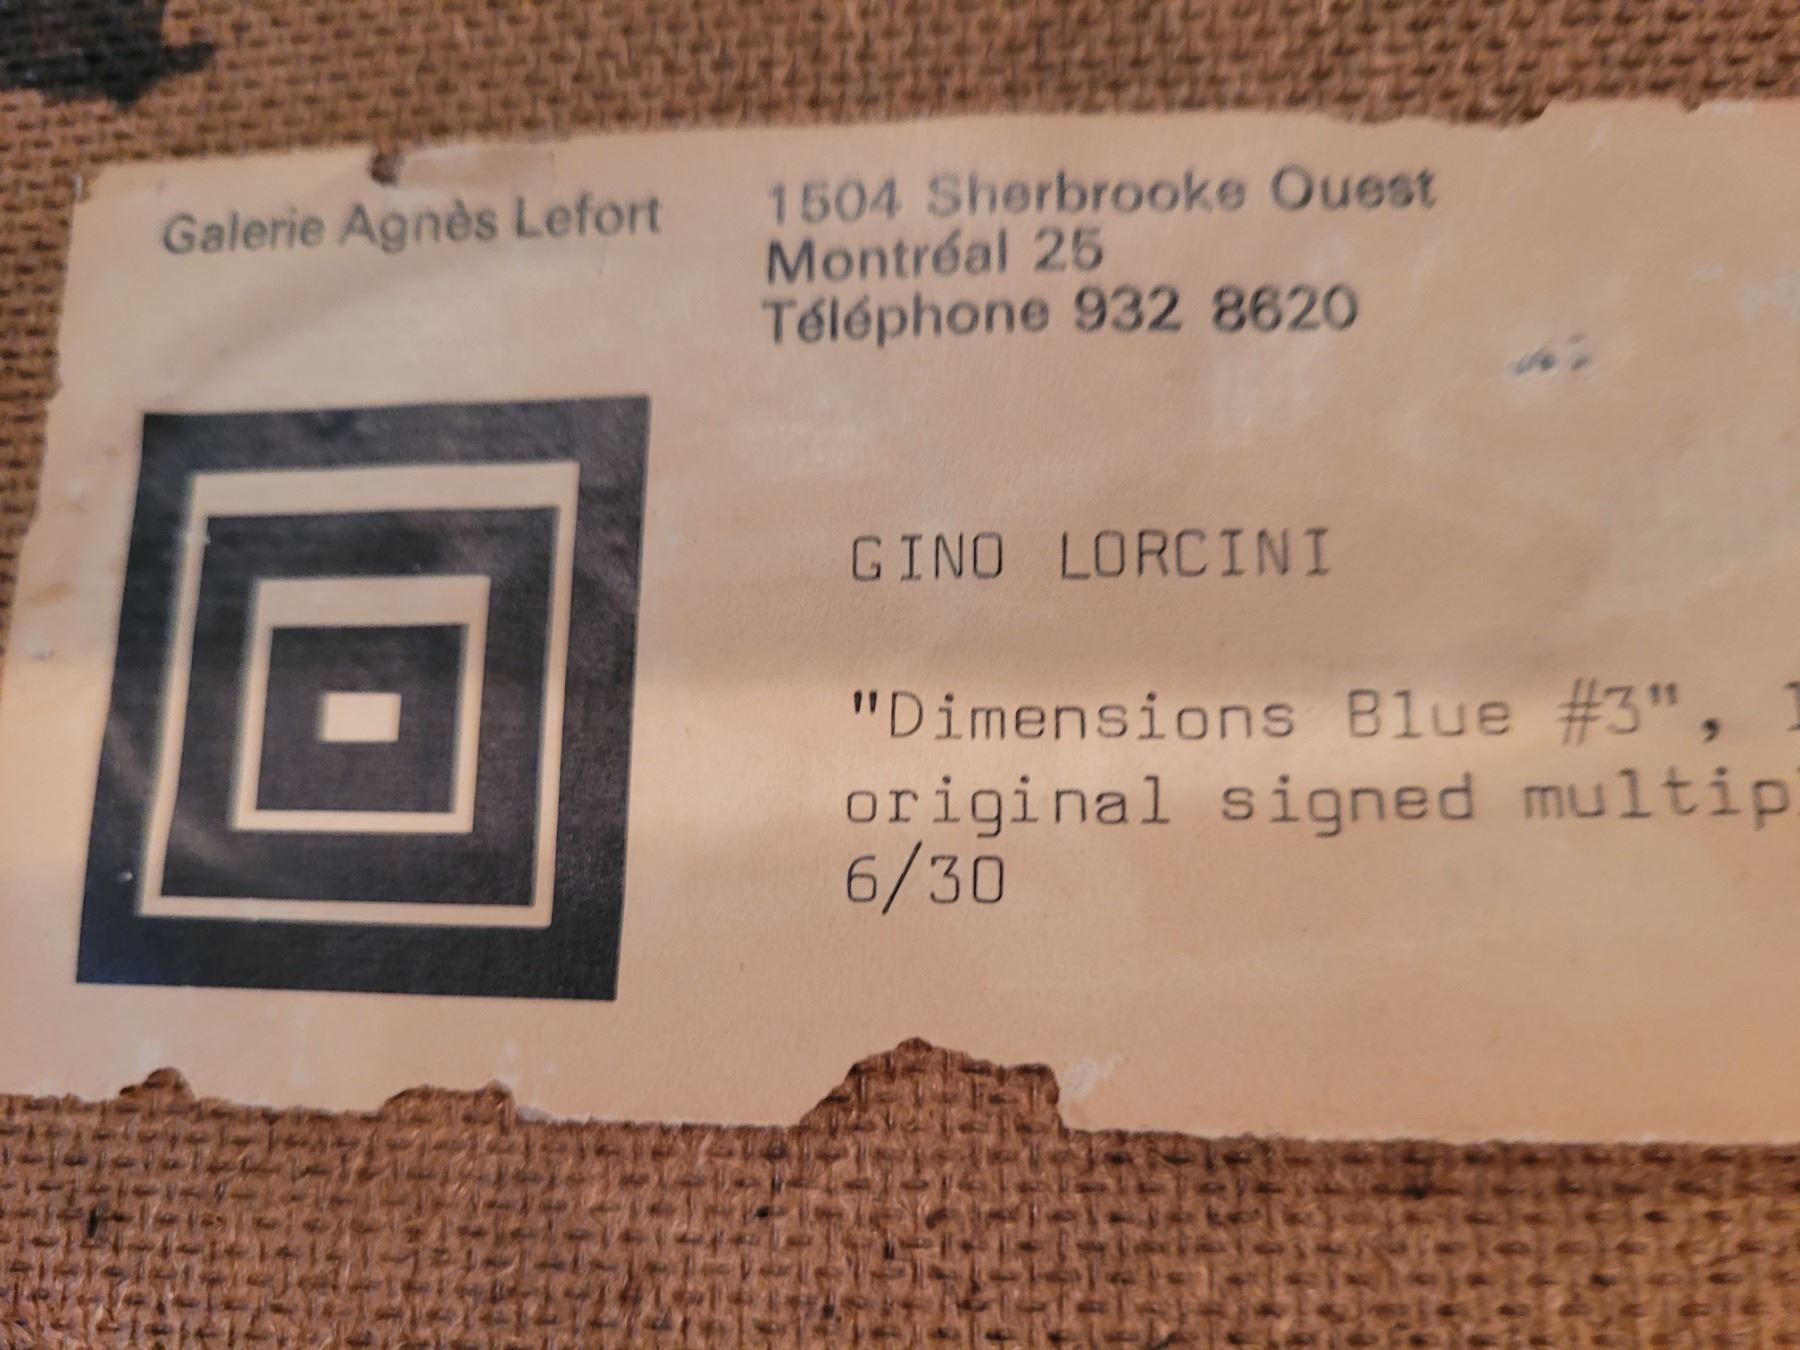 Galerie Agnès Lefort
1504 Sherbrooke Ouest
Montréal 25
Téléphone 932 8620
GINO LORCINI
"Dimensions Blue #3",
original signed multip
6/30